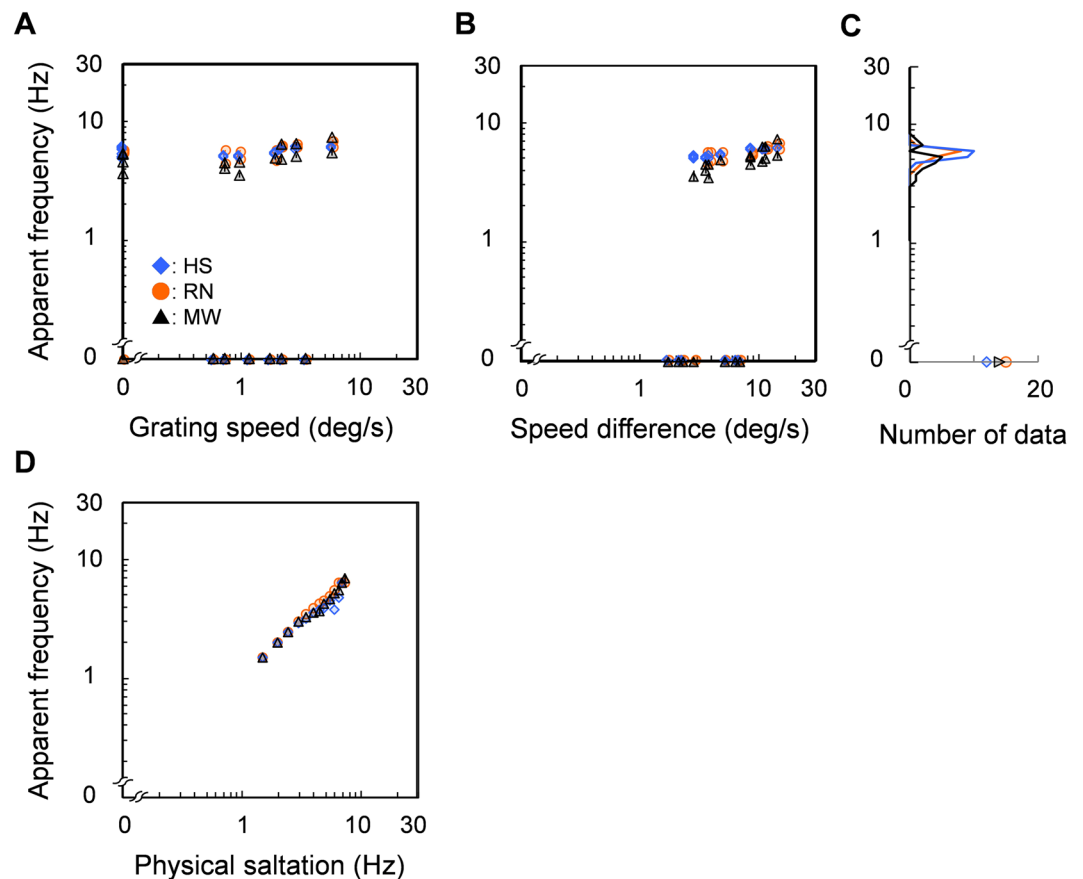 A
Apparent frequency (Hz)
30
10
1
0
: HS
: RN
: MW
0 1 10 30
Grating speed (deg/s)
B
30
10
1
0
0 1 10 30
Speed difference (deg/s)
C
30
10
1
0
0 20
Number of data
D
Apparent frequency (Hz)
30
10
1
0
0 1 10 30
Physical saltation (Hz)